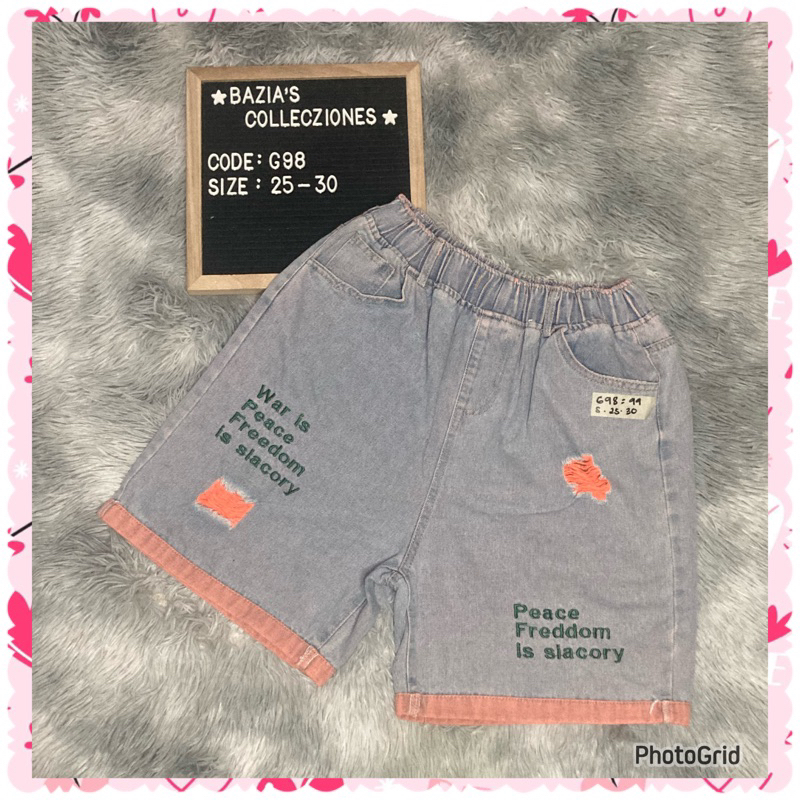 ★BAZIA'S
COLLECZIONES★
CODE: G98
SIZE: 25-30
G98: 99
S - 25-30
War is
Peace
Freedom
is slacory
Peace
Freddom
is slacory
PhotoGrid